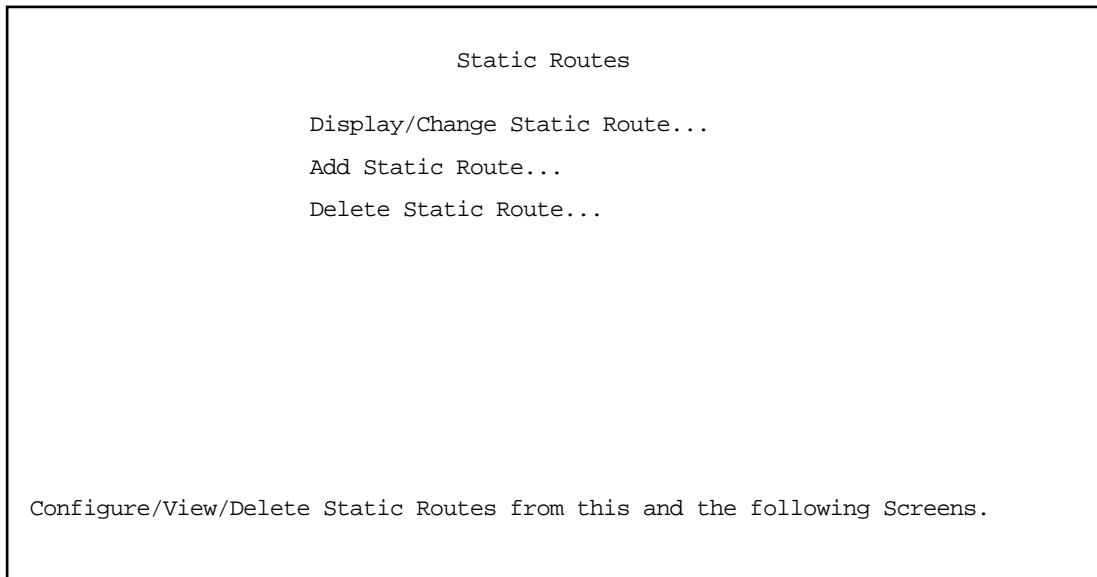 Static Routes
Display/Change Static Route...
Add Static Route...
Delete Static Route...
Configure/View/Delete Static Routes from this and the following Screens.